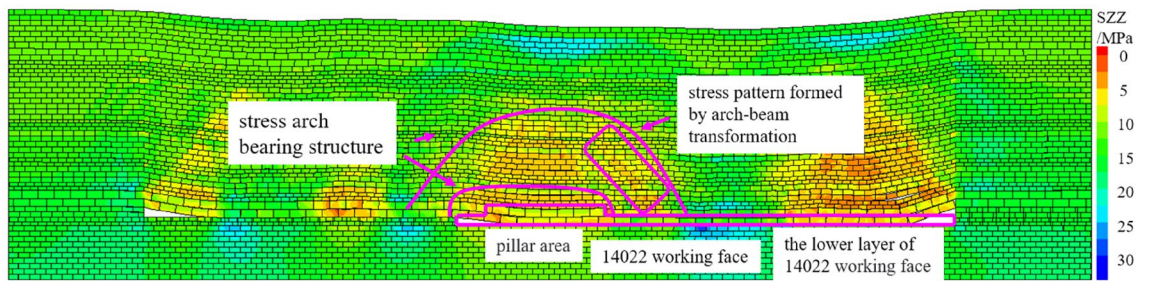 SZZ
/MPa
0
5
10
15
20
25
30
stress arch
bearing structure
stress pattern formed
by arch-beam
transformation
pillar area
14022 working face
the lower layer of
14022 working face